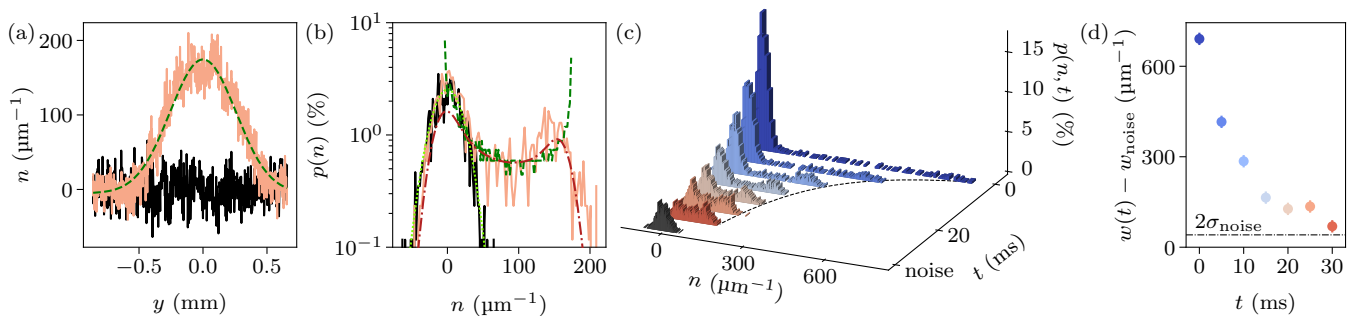 (a)
200
100
0
n (µm⁻¹)
−0.5
0.0
0.5
y (mm)
(b)
10¹
10⁰
10⁻¹
p(n) (%)
0
100
200
n (µm⁻¹)
(c)
15
10
5
0
p(n, t) (%)
0
20
noise
t (ms)
0
300
600
n (µm⁻¹)
(d)
600
300
0
w(t) − w_noise (µm⁻¹)
2σ_noise
0
10
20
30
t (ms)